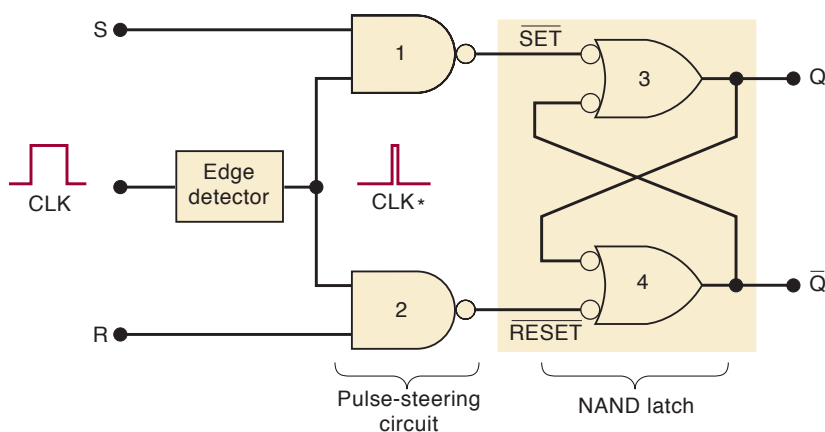 S
1
SET
3
Q
Edge
detector
CLK
CLK*
4
Q
2
R
RESET
Pulse-steering
circuit
NAND latch